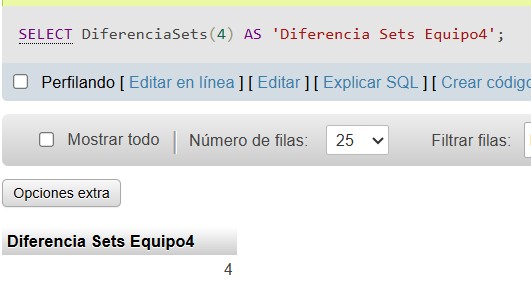 SELECT DiferenciaSets(4) AS 'Diferencia Sets Equipo4';
Perfilando [ Editar en línea ] [ Editar ] [ Explicar SQL ] [ Crear código
Mostrar todo | Número de filas: 25 Filtrar filas:
Opciones extra
Diferencia Sets Equipo4
4